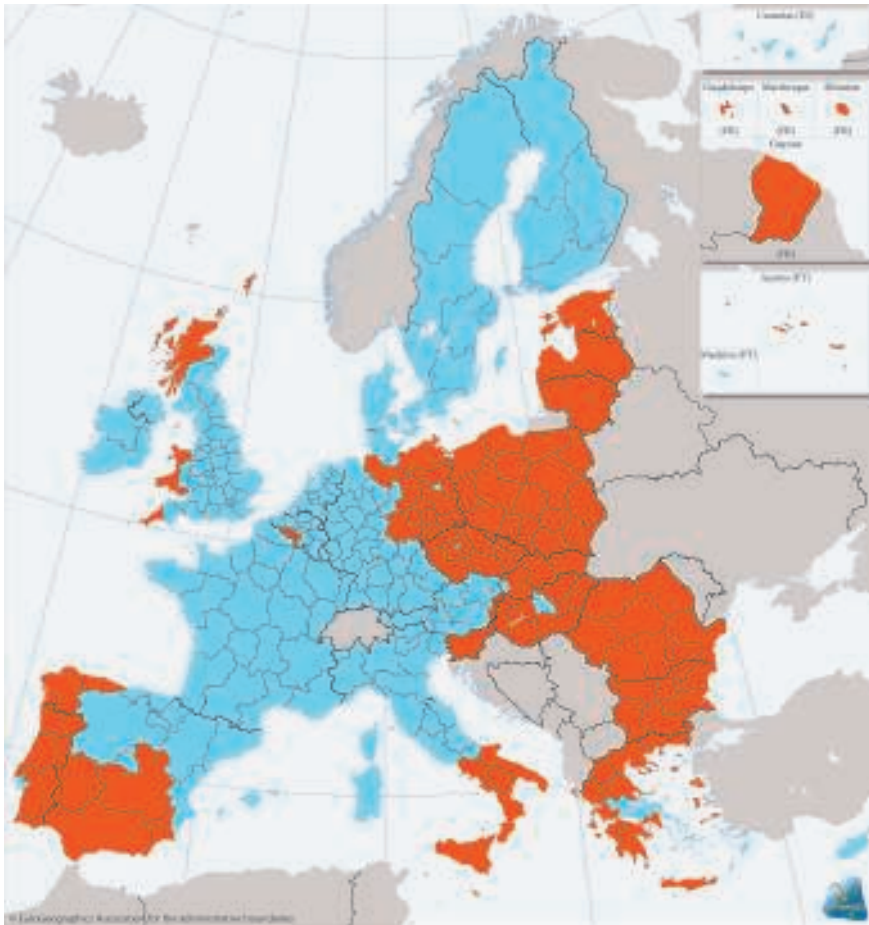 Canarias (ES)
Guadeloupe Martinique Réunion
(FR) (FR) (FR)
Guyane
(FR)
Açores (PT)
Madeira (PT)
© EuroGeographics Association for the administrative boundaries